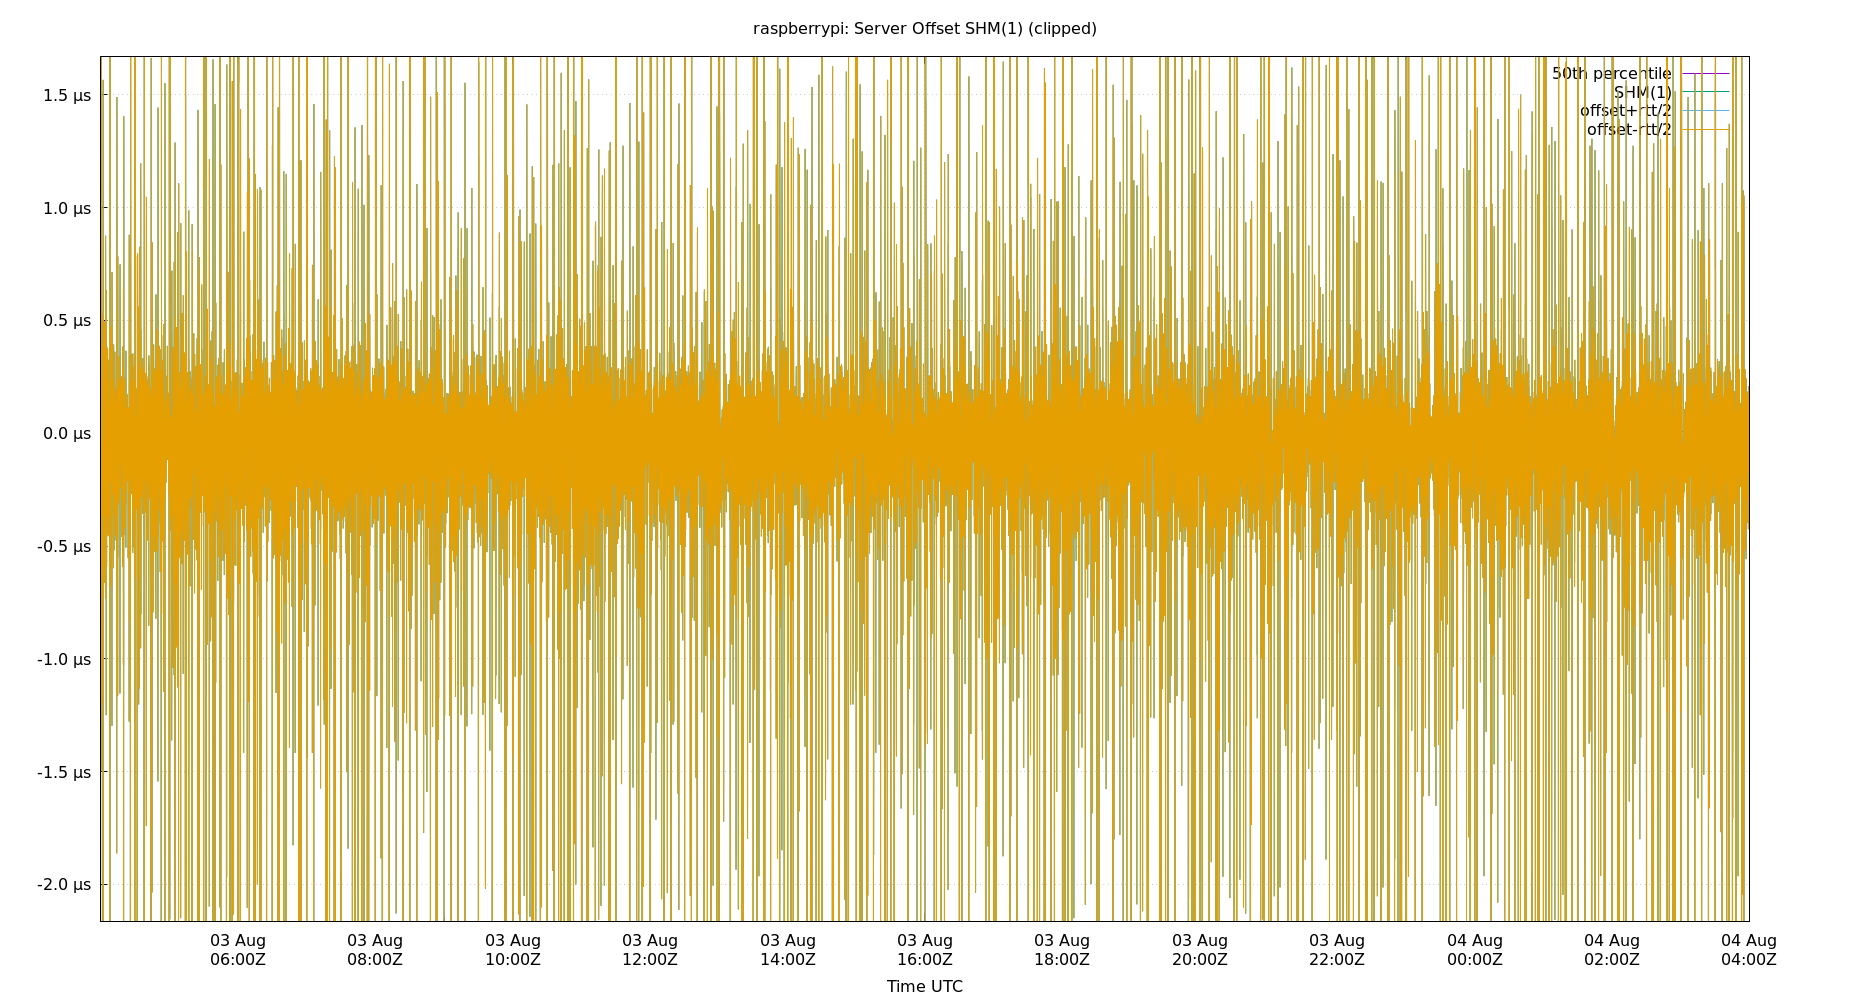 raspberrypi: Server Offset SHM(1) (clipped)
50th percentile
SHM(1)
offset+rtt/2
offset-rtt/2
1.5 µs
1.0 µs
0.5 µs
0.0 µs
-0.5 µs
-1.0 µs
-1.5 µs
-2.0 µs
03 Aug 03 Aug 03 Aug 03 Aug 03 Aug 03 Aug 03 Aug 03 Aug 03 Aug 04 Aug 04 Aug 04 Aug
06:00Z 08:00Z 10:00Z 12:00Z 14:00Z 16:00Z 18:00Z 20:00Z 22:00Z 00:00Z 02:00Z 04:00Z
Time UTC